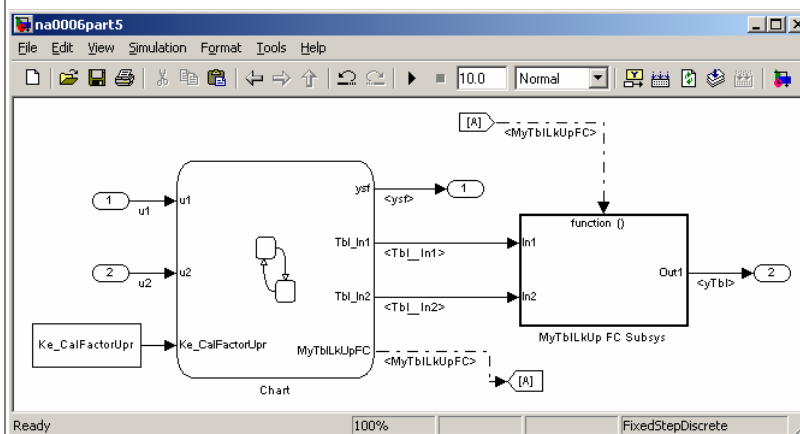 na0006part5
File Edit View Simulation Format Tools Help
10.0 Normal
[A]
<MyTblLkUpFC>
function ()
1
u1
u1
ysf
<ysf>
1
Tbl_In1
<Tbl_In1>
In1
2
u2
u2
Out1
<yTbl>
2
Tbl_In2
<Tbl_In2>
In2
MyTblLkUp FC Subsys
Ke_CalFactorUpr
Ke_CalFactorUpr
MyTblLkUpFC
<MyTblLkUpFC>
[A]
Chart
Ready 100% FixedStepDiscrete